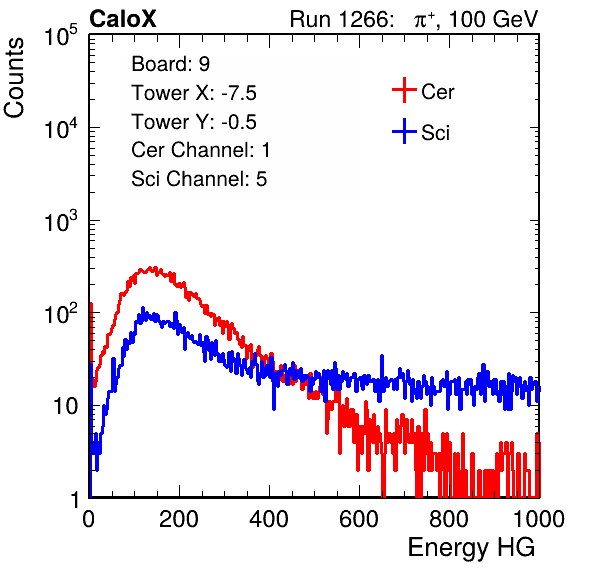 CaloX Run 1266: π⁺, 100 GeV
Counts
10⁵
10⁴
10³
10²
10
1
Board: 9
Tower X: -7.5
Tower Y: -0.5
Cer Channel: 1
Sci Channel: 5
Cer
Sci
0 200 400 600 800 1000
Energy HG